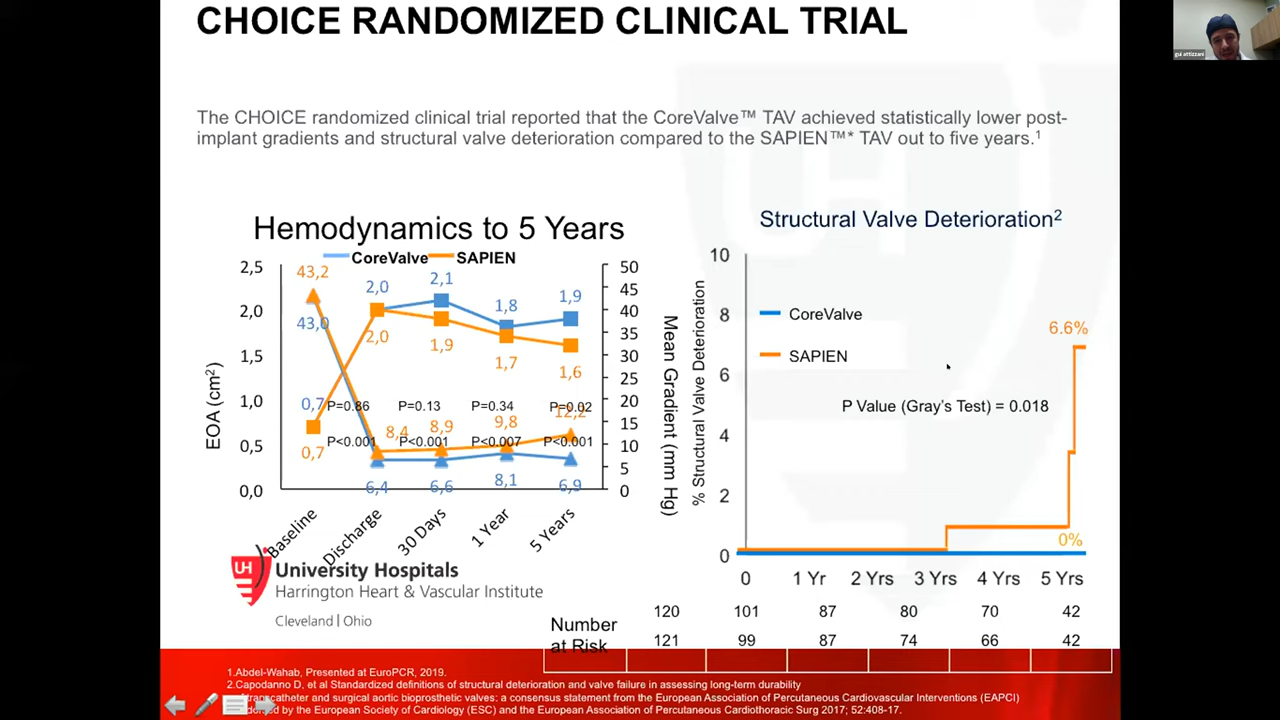 CHOICE RANDOMIZED CLINICAL TRIAL
gui attizzani
The CHOICE randomized clinical trial reported that the CoreValve™ TAV achieved statistically lower post-
implant gradients and structural valve deterioration compared to the SAPIEN™* TAV out to five years.1
Hemodynamics to 5 Years
CoreValve SAPIEN
EOA (cm2)
2,5
2,0
1,5
1,0
0,5
0,0
43,2
43,0
0,7
0,7
2,0
2,1
1,8
1,9
2,0
1,9
1,7
1,6
P=0.86 P=0.13 P=0.34 P=0.02
8,4 8,9 9,8 12,2
P<0.001 P<0.001 P<0.007 P<0.001
6,4 6,6 8,1 6,9
50
45
40
35
30
25
20
15
10
5
0
Mean Gradient (mm Hg)
Baseline
Discharge
30 Days
1 Year
5 Years
Structural Valve Deterioration2
% Structural Valve Deterioration
10
8
6
4
2
0
CoreValve
SAPIEN
6.6%
P Value (Gray's Test) = 0.018
0%
0 1 Yr 2 Yrs 3 Yrs 4 Yrs 5 Yrs
Number
at Risk
120 101 87 80 70 42
121 99 87 74 66 42
UH
University Hospitals
Harrington Heart & Vascular Institute
Cleveland | Ohio
1.Abdel-Wahab, Presented at EuroPCR, 2019.
2.Capodanno D, et al Standardized definitions of structural deterioration and valve failure in assessing long-term durability
transcatheter and surgical aortic bioprosthetic valves: a consensus statement from the European Association of Percutaneous Cardiovascular Interventions (EAPCI)
by the European Society of Cardiology (ESC) and the European Association of Percutaneous Cardiothoracic Surg 2017; 52:408-17.